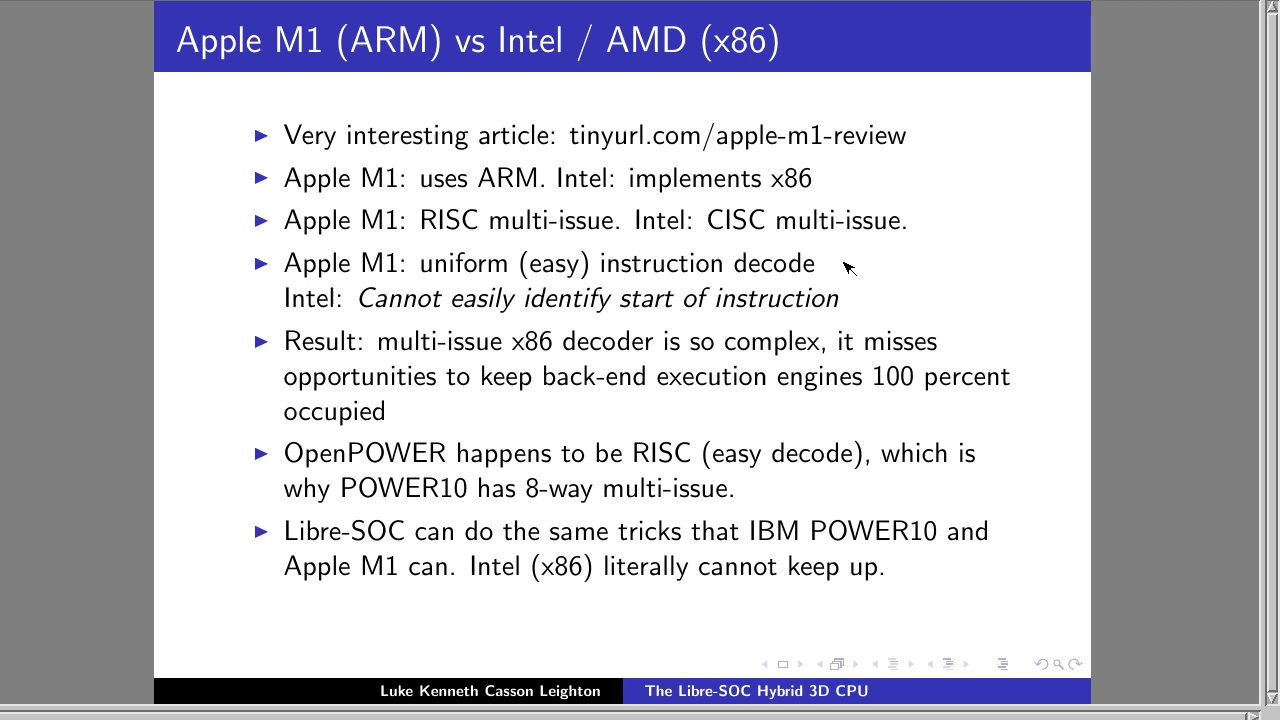 Apple M1 (ARM) vs Intel / AMD (x86)
Very interesting article: tinyurl.com/apple-m1-review
Apple M1: uses ARM. Intel: implements x86
Apple M1: RISC multi-issue. Intel: CISC multi-issue.
Apple M1: uniform (easy) instruction decode
Intel: Cannot easily identify start of instruction
Result: multi-issue x86 decoder is so complex, it misses
opportunities to keep back-end execution engines 100 percent
occupied
OpenPOWER happens to be RISC (easy decode), which is
why POWER10 has 8-way multi-issue.
Libre-SOC can do the same tricks that IBM POWER10 and
Apple M1 can. Intel (x86) literally cannot keep up.
Luke Kenneth Casson Leighton
The Libre-SOC Hybrid 3D CPU